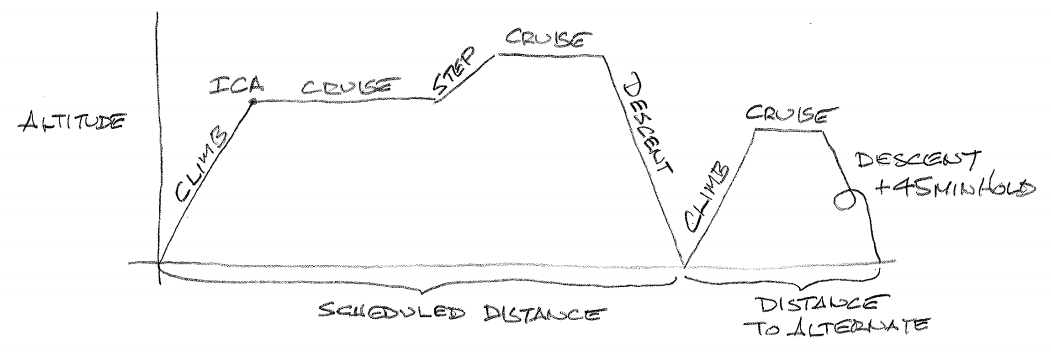 CRUISE
STEP
ICA CRUISE
ALTITUDE
CLIMB
DESCENT
CRUISE
CLIMB
DESCENT
+45MINHOLD
SCHEDULED DISTANCE
DISTANCE
TO ALTERNATE